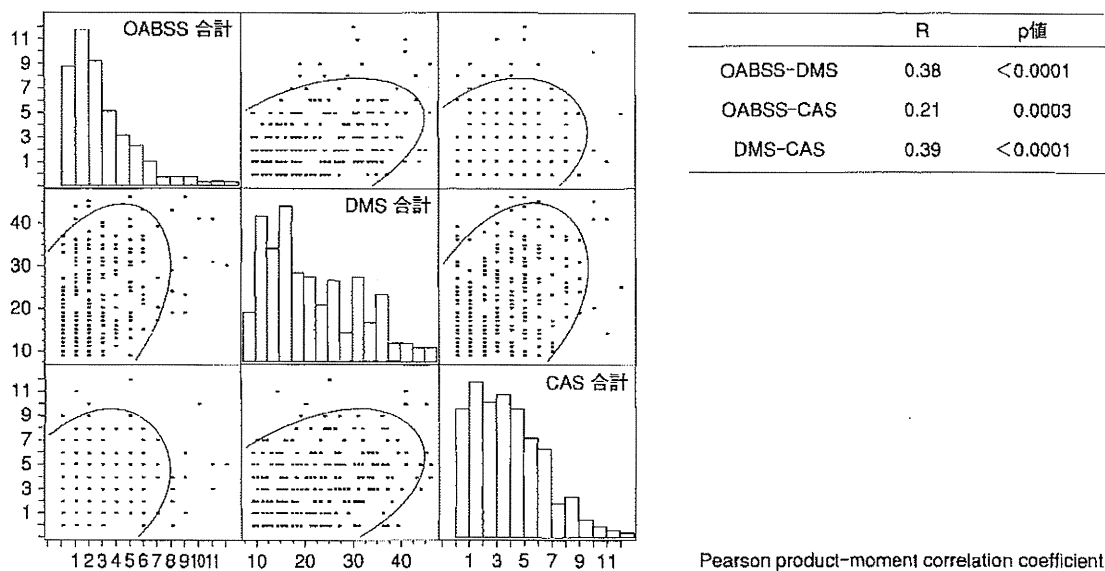 OABSS 合計
11
9
7
5
3
1
DMS 合計
40
30
20
10
CAS 合計
11
9
7
5
3
1
1 2 3 4 5 6 7 8 9 10 11
10 20 30 40
1 3 5 7 9 11
R p値
OABSS-DMS 0.38 <0.0001
OABSS-CAS 0.21 0.0003
DMS-CAS 0.39 <0.0001
Pearson product-moment correlation coefficient